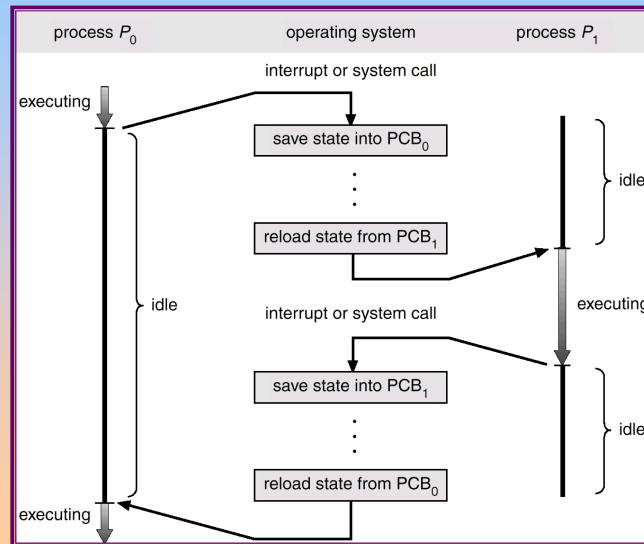 process P0 operating system process P1
interrupt or system call
executing
save state into PCB0
idle
reload state from PCB1
idle
interrupt or system call
executing
save state into PCB1
idle
reload state from PCB0
executing